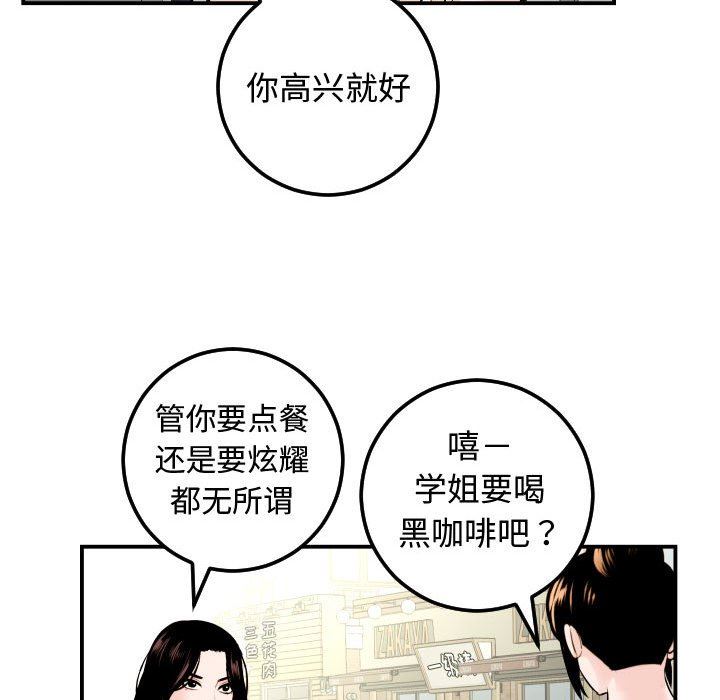 你高兴就好
管你要点餐
还是要炫耀
都无所谓
嘻—
学姐要喝
黑咖啡吧？
五花肉
三色
IZAKAYA